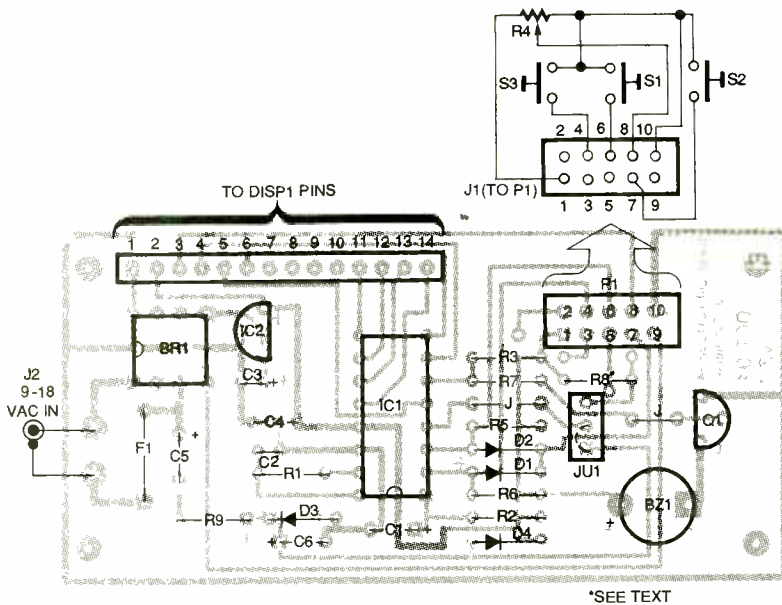 R4
S3
S1
S2
2 4 6 8 10
J1(TO P1)
1 3 5 7 9
TO DISP1 PINS
1 2 3 4 5 6 7 8 9 10 11 12 13 14
P1
2 4 6 8 10
1 3 5 7 9
BR1
IC2
J2
9-18
VAC IN
C3
IC1
R3
R7
R8*
J
J
Q1
F1
C5
+
C4
R5
D2
C2
R1
D1
JU1
R6
BZ1
+
R9
D3
C1
+
R2
+
C6
D4
*SEE TEXT